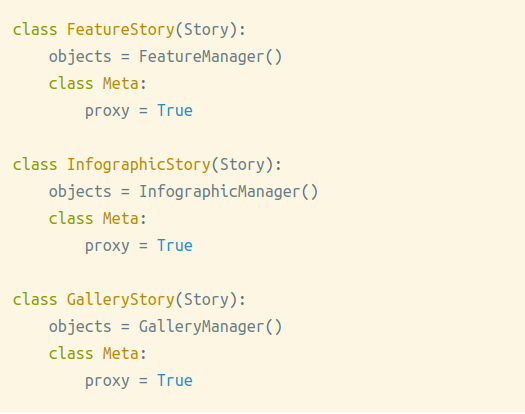 class FeatureStory(Story):
    objects = FeatureManager()
    class Meta:
        proxy = True

class InfographicStory(Story):
    objects = InfographicManager()
    class Meta:
        proxy = True

class GalleryStory(Story):
    objects = GalleryManager()
    class Meta:
        proxy = True